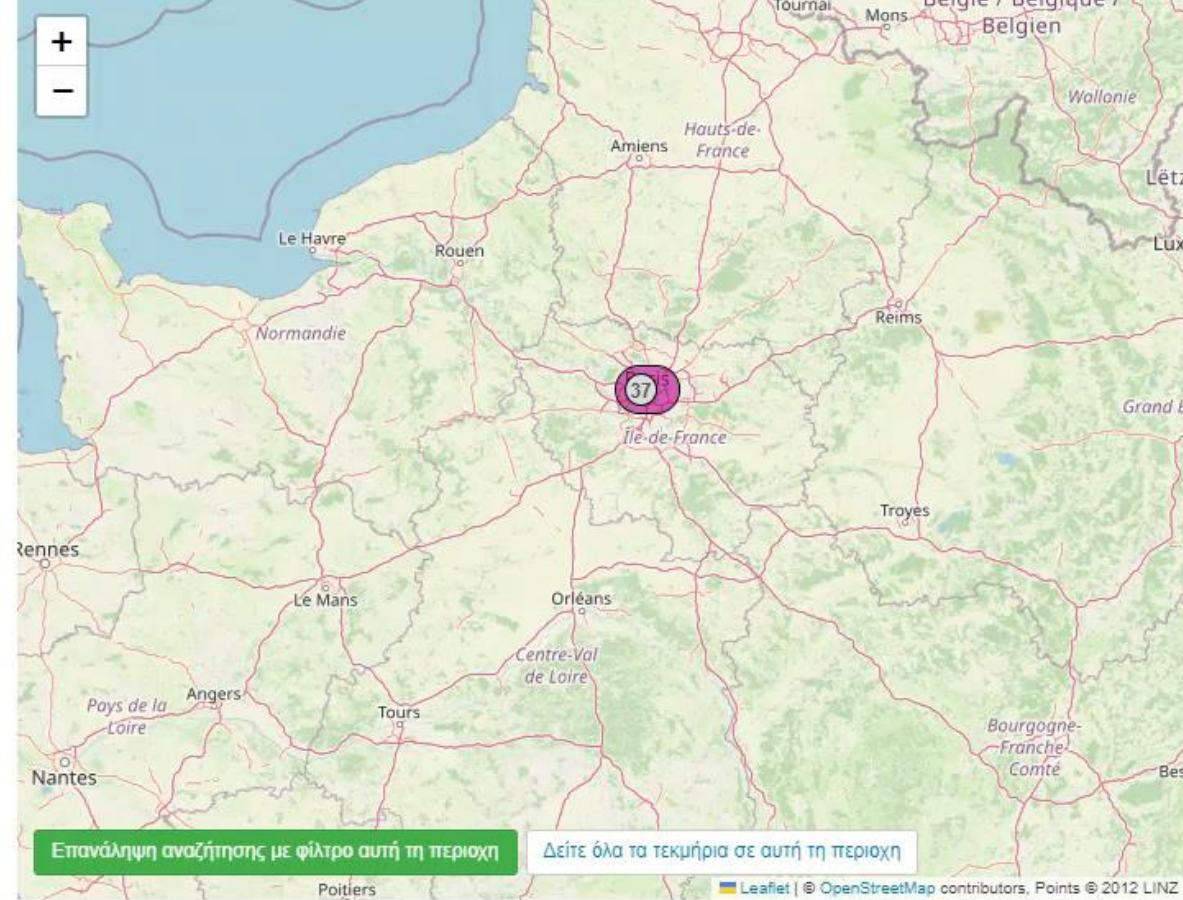 +
−
Tournai
België / Belgique /
Belgien
Mons
Wallonie
Hauts-de-
France
Amiens
Lëtz
Lux
Le Havre
Rouen
Normandie
Reims
37
Île-de-France
Grand E
Troyes
Rennes
Le Mans
Orléans
Centre-Val
de Loire
Angers
Pays de la
Loire
Tours
Bourgogne-
Franche-
Comté
Nantes
Bes
Επανάληψη αναζήτησης με φίλτρο αυτή τη περιοχη
Δείτε όλα τα τεκμήρια σε αυτή τη περιοχη
Poitiers
Leaflet | © OpenStreetMap contributors, Points © 2012 LINZ